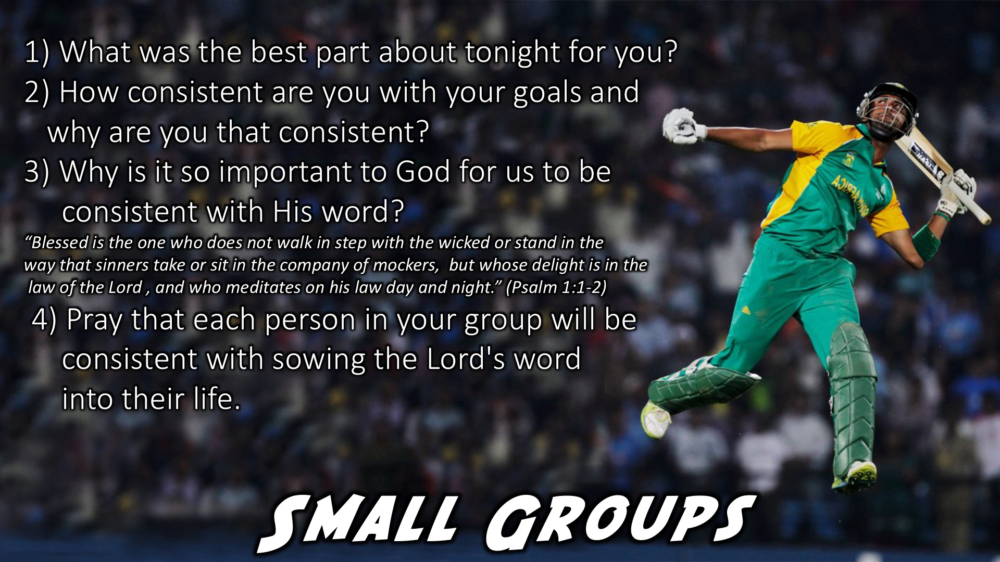 1) What was the best part about tonight for you?
2) How consistent are you with your goals and
why are you that consistent?
3) Why is it so important to God for us to be
consistent with His word?
“Blessed is the one who does not walk in step with the wicked or stand in the
way that sinners take or sit in the company of mockers,  but whose delight is in the
law of the Lord , and who meditates on his law day and night.” (Psalm 1:1-2)
4) Pray that each person in your group will be
consistent with sowing the Lord's word
into their life.
SMALL GROUPS
SOUTH AFRICA